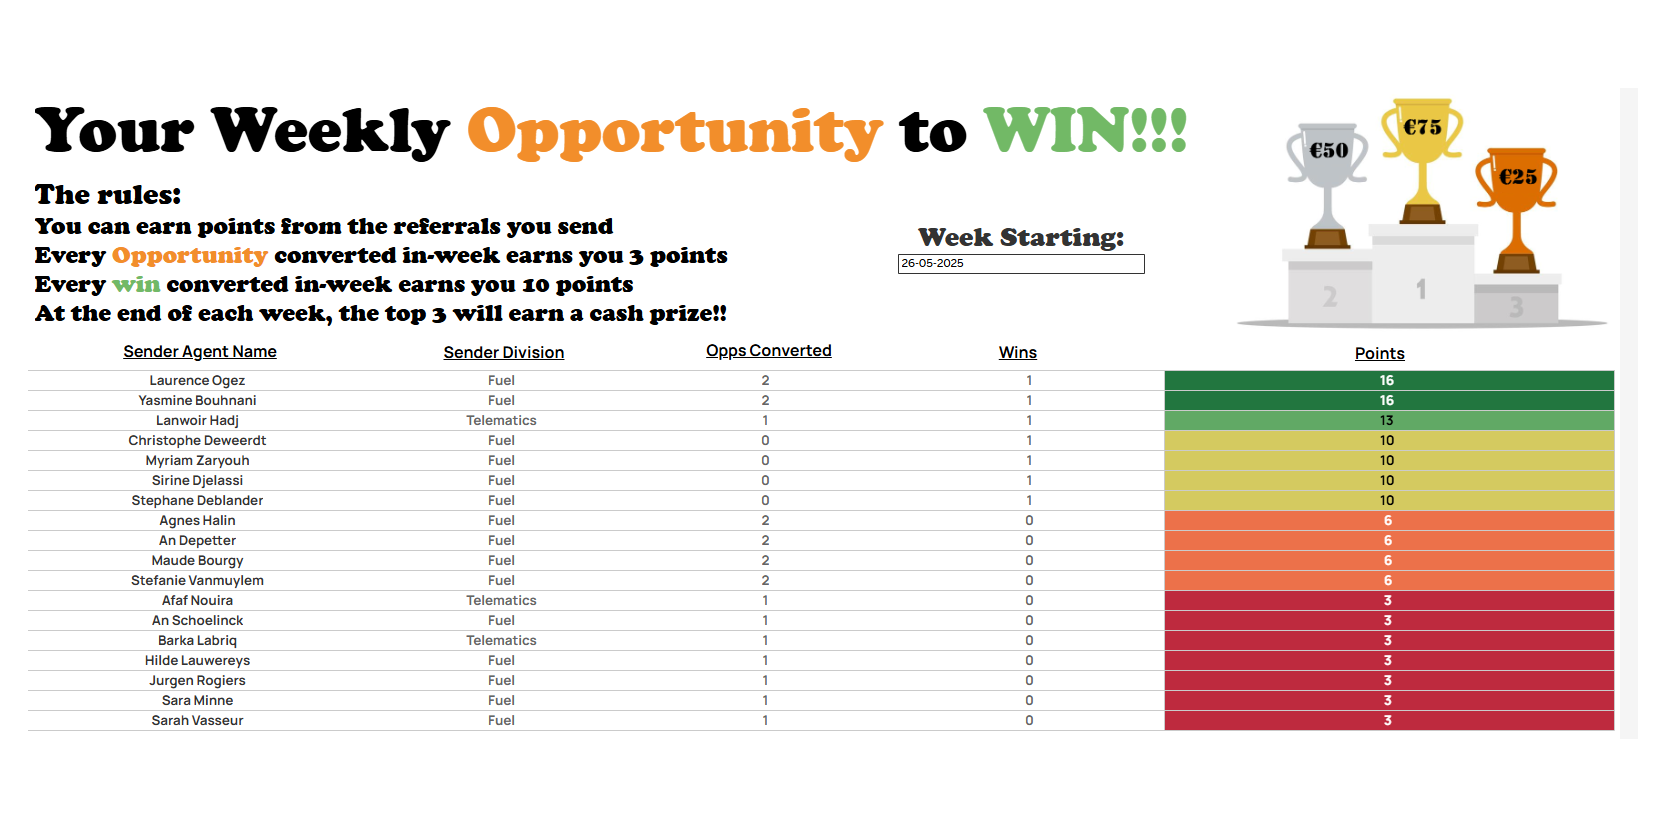 Your Weekly Opportunity to WIN!!!
€50
€75
€25
2
1
3
The rules:
You can earn points from the referrals you send
Every Opportunity converted in-week earns you 3 points
Every win converted in-week earns you 10 points
At the end of each week, the top 3 will earn a cash prize!!
Week Starting:
26-05-2025
Sender Agent Name Sender Division Opps Converted Wins Points
Laurence Ogez Fuel 2 1 16
Yasmine Bouhnani Fuel 2 1 16
Lanwoir Hadj Telematics 1 1 13
Christophe Deweerdt Fuel 0 1 10
Myriam Zaryouh Fuel 0 1 10
Sirine Djelassi Fuel 0 1 10
Stephane Deblander Fuel 0 1 10
Agnes Halin Fuel 2 0 6
An Depetter Fuel 2 0 6
Maude Bourgy Fuel 2 0 6
Stefanie Vanmuylem Fuel 2 0 6
Afaf Nouira Telematics 1 0 3
An Schoelinck Fuel 1 0 3
Barka Labriq Telematics 1 0 3
Hilde Lauwereys Fuel 1 0 3
Jurgen Rogiers Fuel 1 0 3
Sara Minne Fuel 1 0 3
Sarah Vasseur Fuel 1 0 3